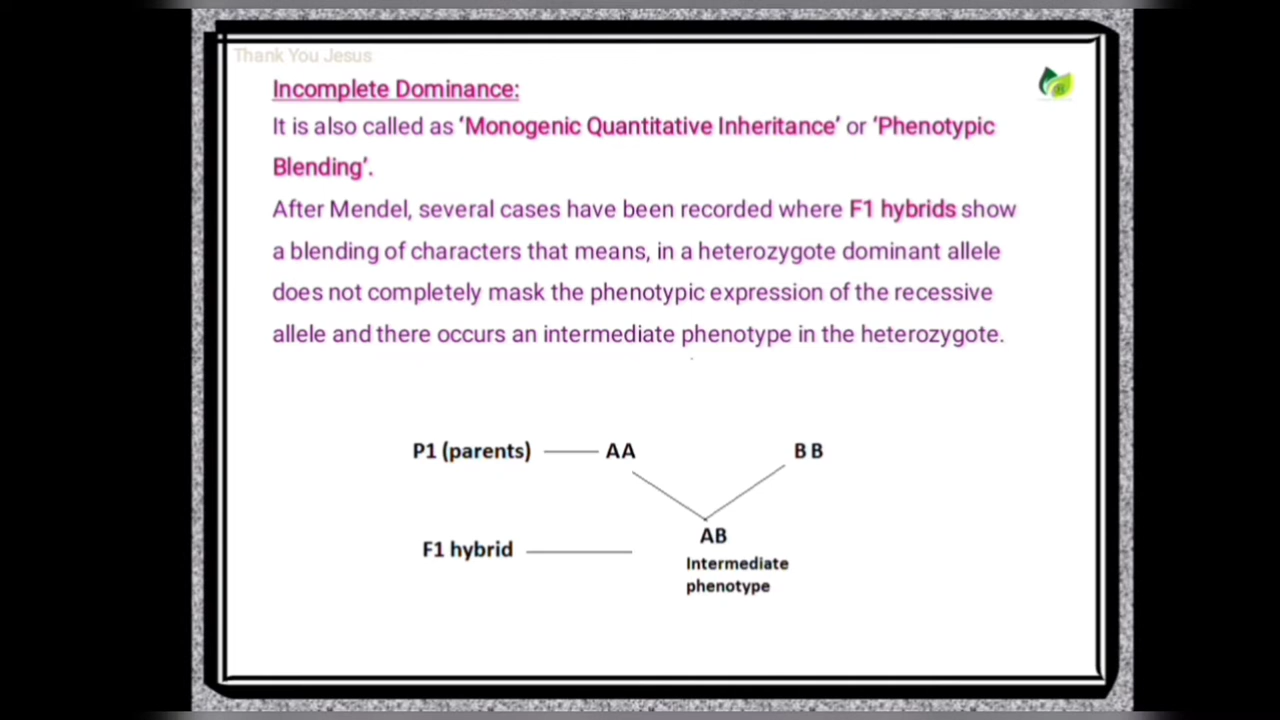 Thank You Jesus
Incomplete Dominance:
It is also called as ‘Monogenic Quantitative Inheritance’ or ‘Phenotypic
Blending’.
After Mendel, several cases have been recorded where F1 hybrids show
a blending of characters that means, in a heterozygote dominant allele
does not completely mask the phenotypic expression of the recessive
allele and there occurs an intermediate phenotype in the heterozygote.
P1 (parents) AA B B
AB
F1 hybrid
Intermediate
phenotype